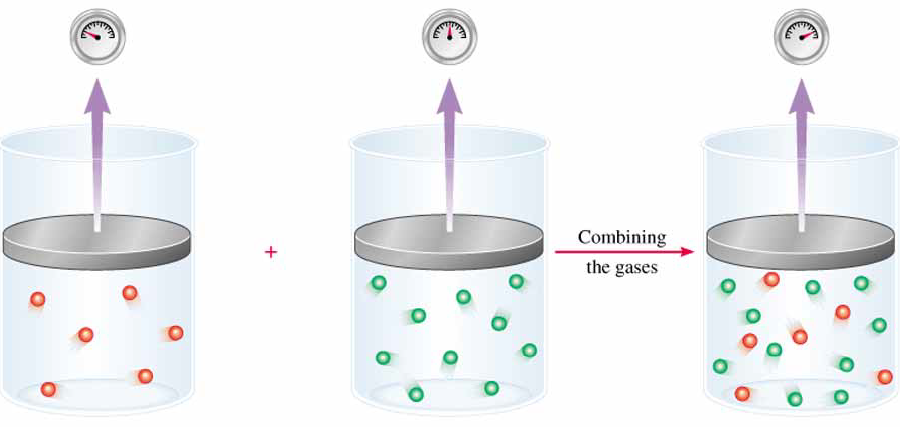 +
Combining
the gases